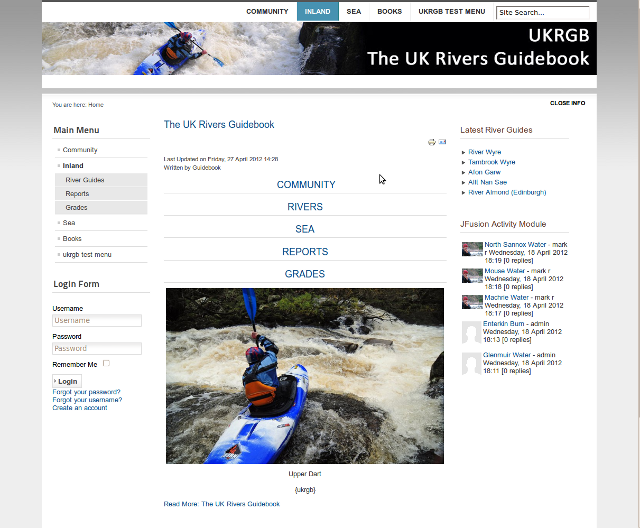 COMMUNITY INLAND SEA BOOKS UKRGB TEST MENU Site Search...
UKRGB
The UK Rivers Guidebook
You are here: Home
CLOSE INFO
Main Menu
Community
Inland
River Guides
Reports
Grades
Sea
Books
ukrgb test menu
Login Form
Username
Username
Password
Password
Remember Me
Login
Forgot your password?
Forgot your username?
Create an account
The UK Rivers Guidebook
Last Updated on Friday, 27 April 2012 14:26
Written by Guidebook
COMMUNITY
RIVERS
SEA
REPORTS
GRADES
Upper Dart
{ukrgb}
Read More: The UK Rivers Guidebook
Latest River Guides
River Wyre
Tarnbrook Wyre
Afon Garw
Allt Nan Sae
River Almond (Edinburgh)
JFusion Activity Module
North Sannox Water - mark
r Wednesday, 18 April 2012
18:19 [0 replies]
Mouse Water - mark r
Wednesday, 18 April 2012
18:18 [0 replies]
Machrie Water - mark r
Wednesday, 18 April 2012
18:17 [0 replies]
Enterkin Burn - admin
Wednesday, 18 April 2012
18:13 [0 replies]
Glenmuir Water - admin
Wednesday, 18 April 2012
18:11 [0 replies]